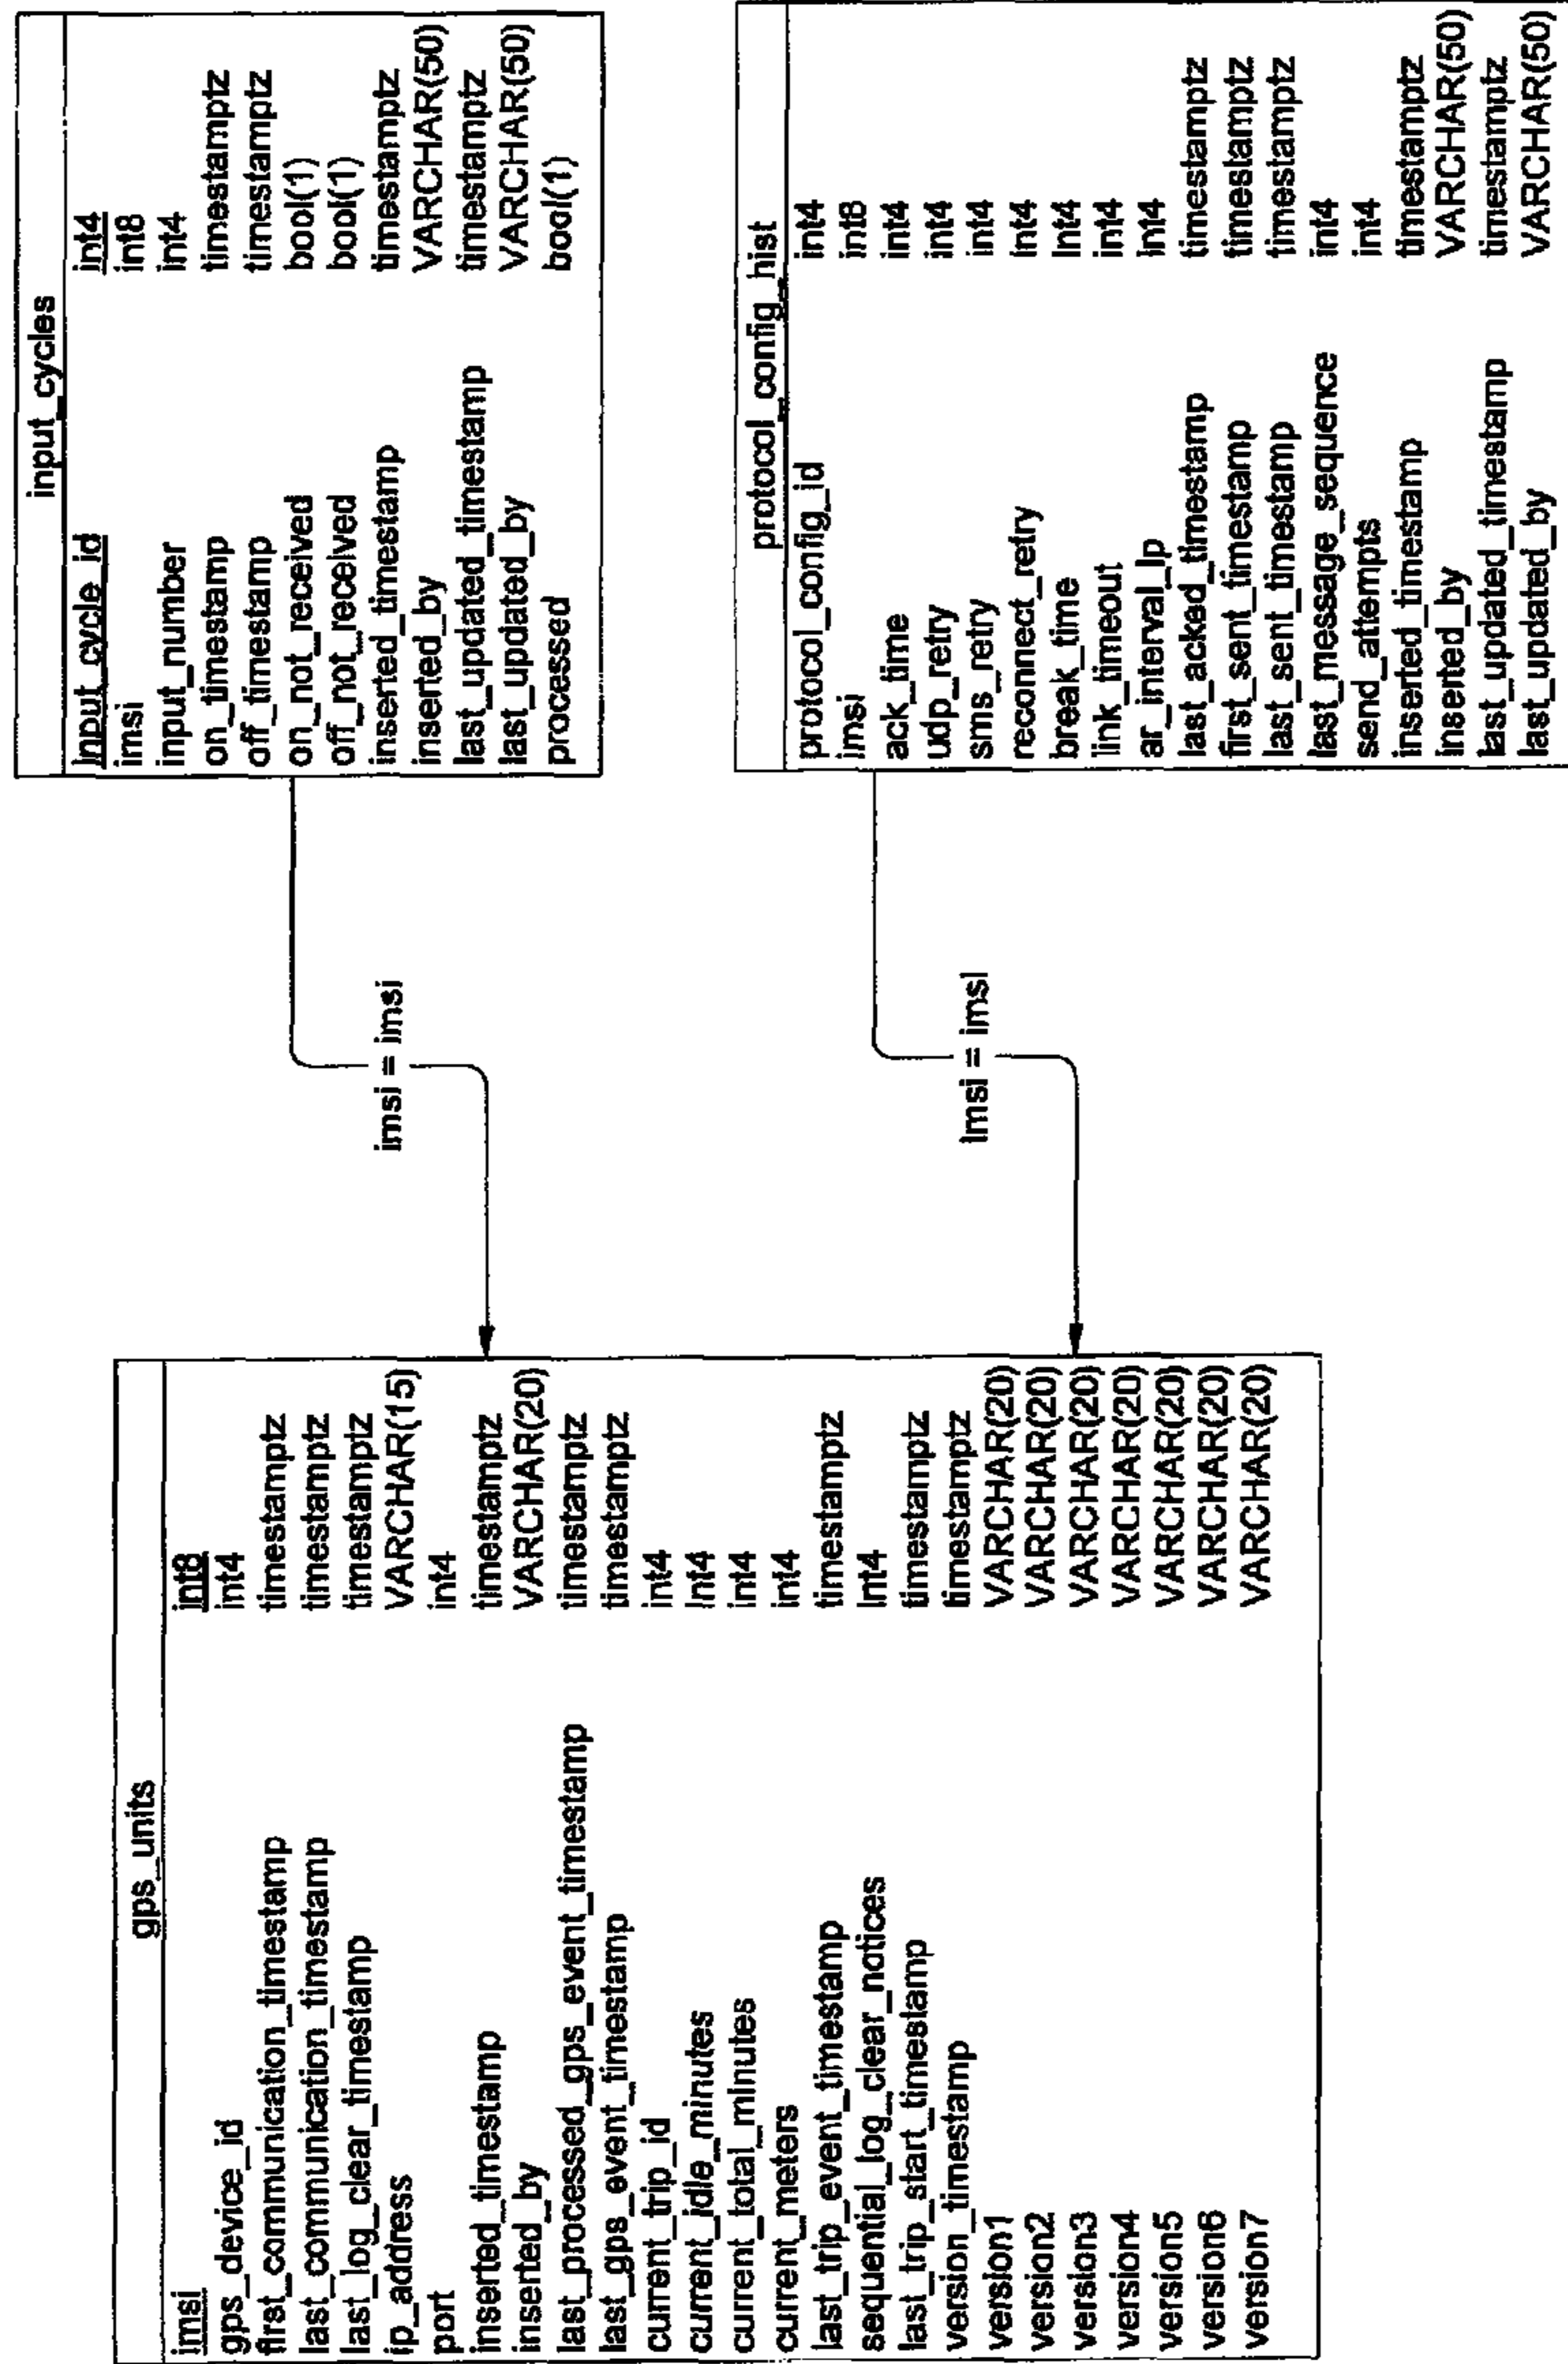 gps_units
imsi int8
gps_device_id int4
first_communication_timestamp timestamptz
last_communication_timestamp timestamptz
last_log_clear_timestamp timestamptz
ip_address VARCHAR(15)
port int4
inserted_timestamp timestamptz
inserted_by VARCHAR(20)
last_processed_gps_event_timestamp timestamptz
last_gps_event_timestamp timestamptz
current_trip_id int4
current_idle_minutes int4
current_total_minutes int4
current_meters int4
last_trip_event_timestamp timestamptz
sequential_log_clear_notices int4
last_trip_start_timestamp timestamptz
version_timestamp timestamptz
version1 VARCHAR(20)
version2 VARCHAR(20)
version3 VARCHAR(20)
version4 VARCHAR(20)
version5 VARCHAR(20)
version6 VARCHAR(20)
version7 VARCHAR(20)
imsi = imsi
imsi = imsi
input_cycles
input_cycle_id int4
imsi int8
input_number int4
on_timestamp timestamptz
off_timestamp timestamptz
on_not_received bool(1)
off_not_received bool(1)
inserted_timestamp timestamptz
inserted_by VARCHAR(50)
last_updated_timestamp timestamptz
last_updated_by VARCHAR(50)
processed bool(1)
protocol_config_hist
protocol_config_id int4
imsi int8
ack_time int4
udp_retry int4
sms_retry int4
reconnect_retry int4
break_time int4
link_timeout int4
ar_interval_ip int4
last_acked_timestamp timestamptz
first_sent_timestamp timestamptz
last_sent_timestamp timestamptz
last_message_sequence int4
send_attempts int4
inserted_timestamp timestamptz
inserted_by VARCHAR(50)
last_updated_timestamp timestamptz
last_updated_by VARCHAR(50)